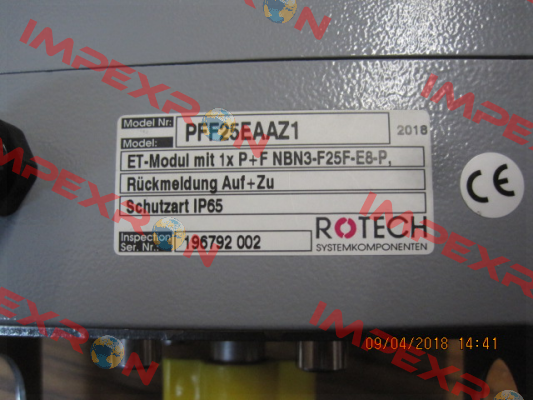 Model Nr: PFF25EAAZ1 2018
Model:
ET-Modul mit 1x P+F NBN3-F25F-E8-P,
Rückmeldung Auf+Zu
Schutzart IP65
Inspection
Ser. Nr.: 196792 002
ROTECH
SYSTEMKOMPONENTEN
CE
09/04/2018 14:41
IMPEXRON
IMPEXRON
IMPEXRON
IMPEXRON
IMPEXRON